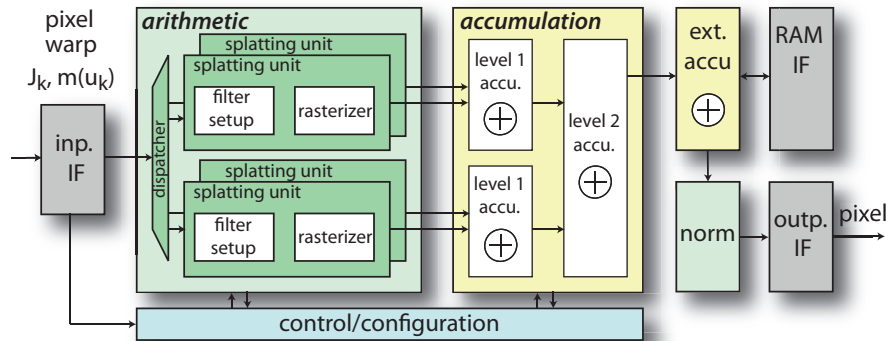 pixel
warp
J_k, m(u_k)
inp.
IF
arithmetic
dispatcher
splatting unit
splatting unit
filter
setup
rasterizer
splatting unit
splatting unit
filter
setup
rasterizer
accumulation
level 1
accu.
level 1
accu.
level 2
accu.
ext.
accu
RAM
IF
norm
outp.
IF
pixel
control/configuration